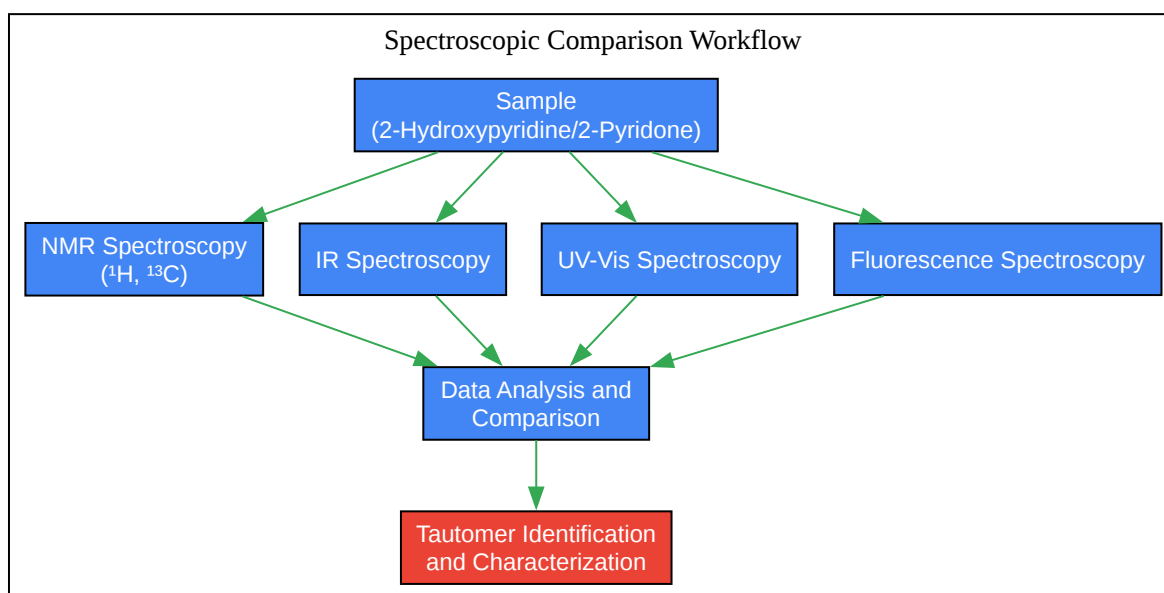 Spectroscopic Comparison Workflow
Sample
(2-Hydroxypyridine/2-Pyridone)
NMR Spectroscopy
(¹H, ¹³C)
IR Spectroscopy
UV-Vis Spectroscopy
Fluorescence Spectroscopy
Data Analysis and
Comparison
Tautomer Identification
and Characterization